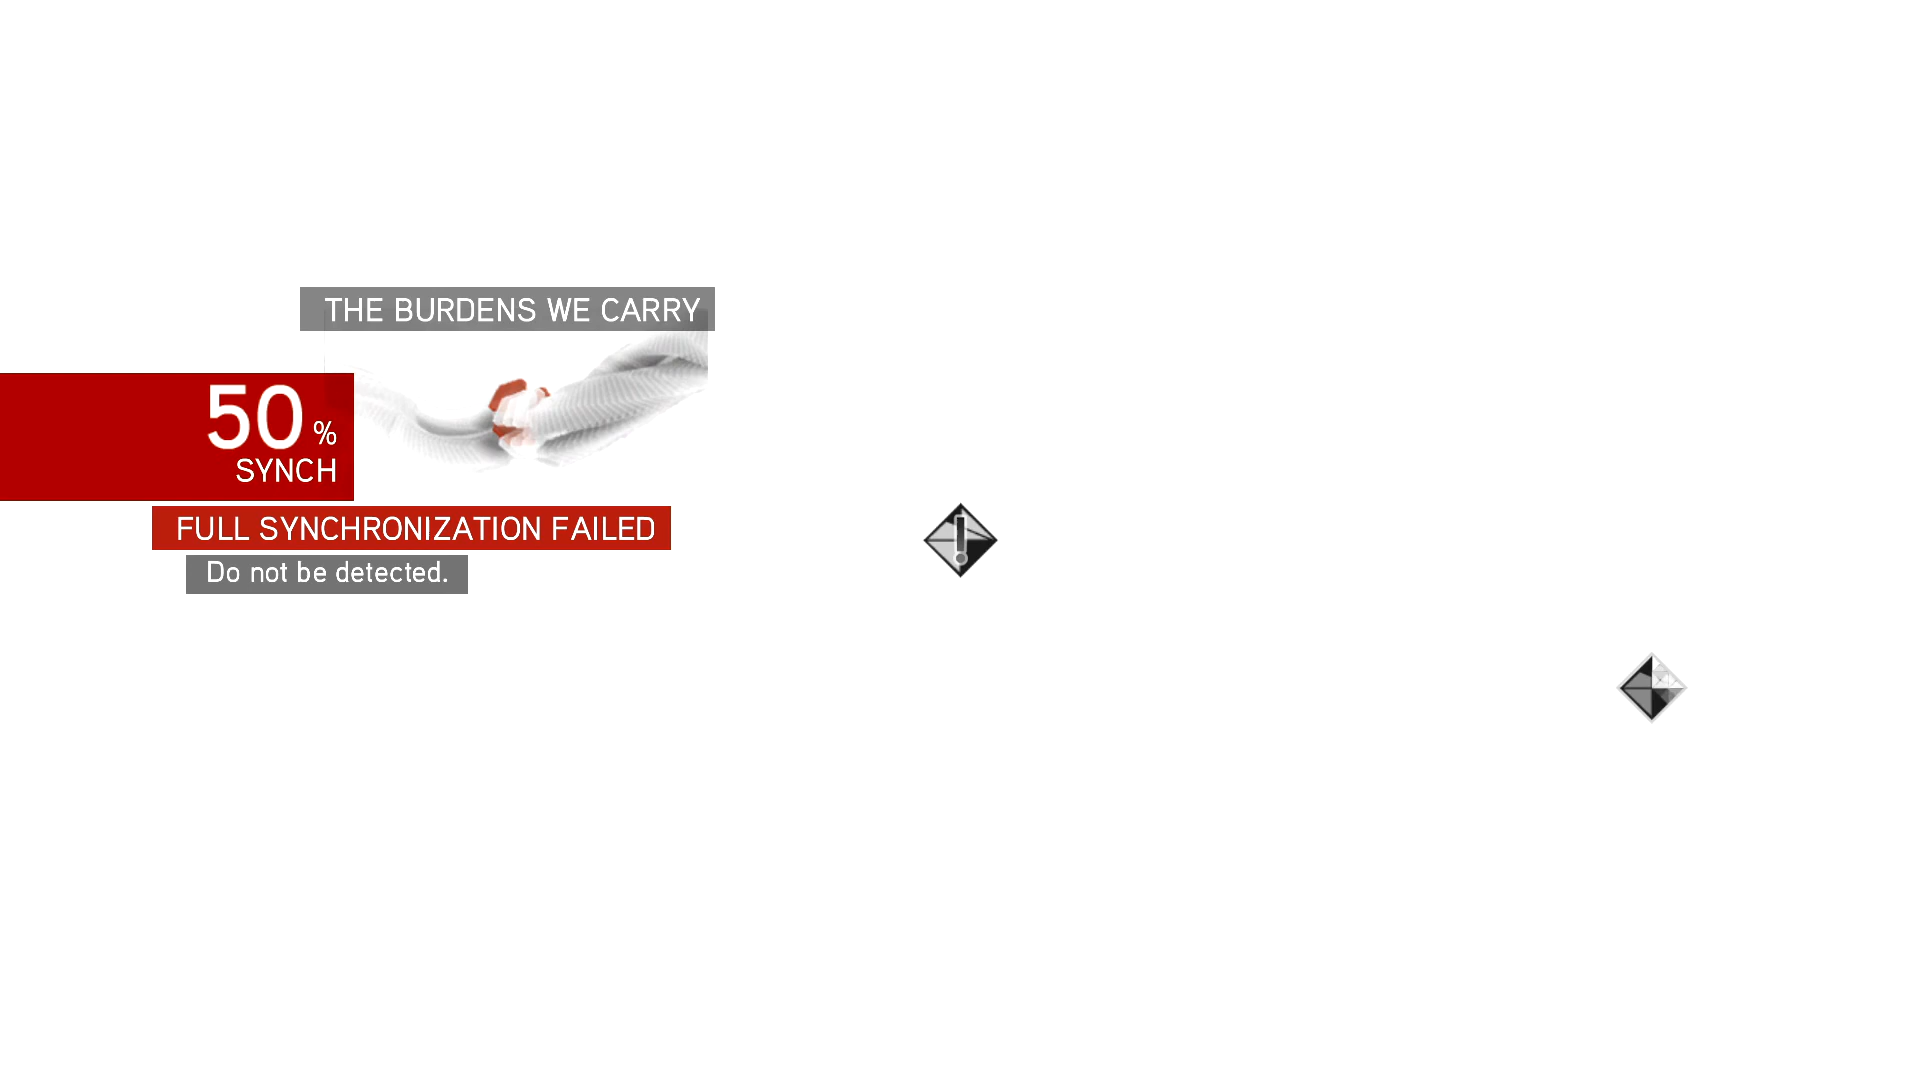 THE BURDENS WE CARRY
50 %
SYNCH
FULL SYNCHRONIZATION FAILED
Do not be detected.